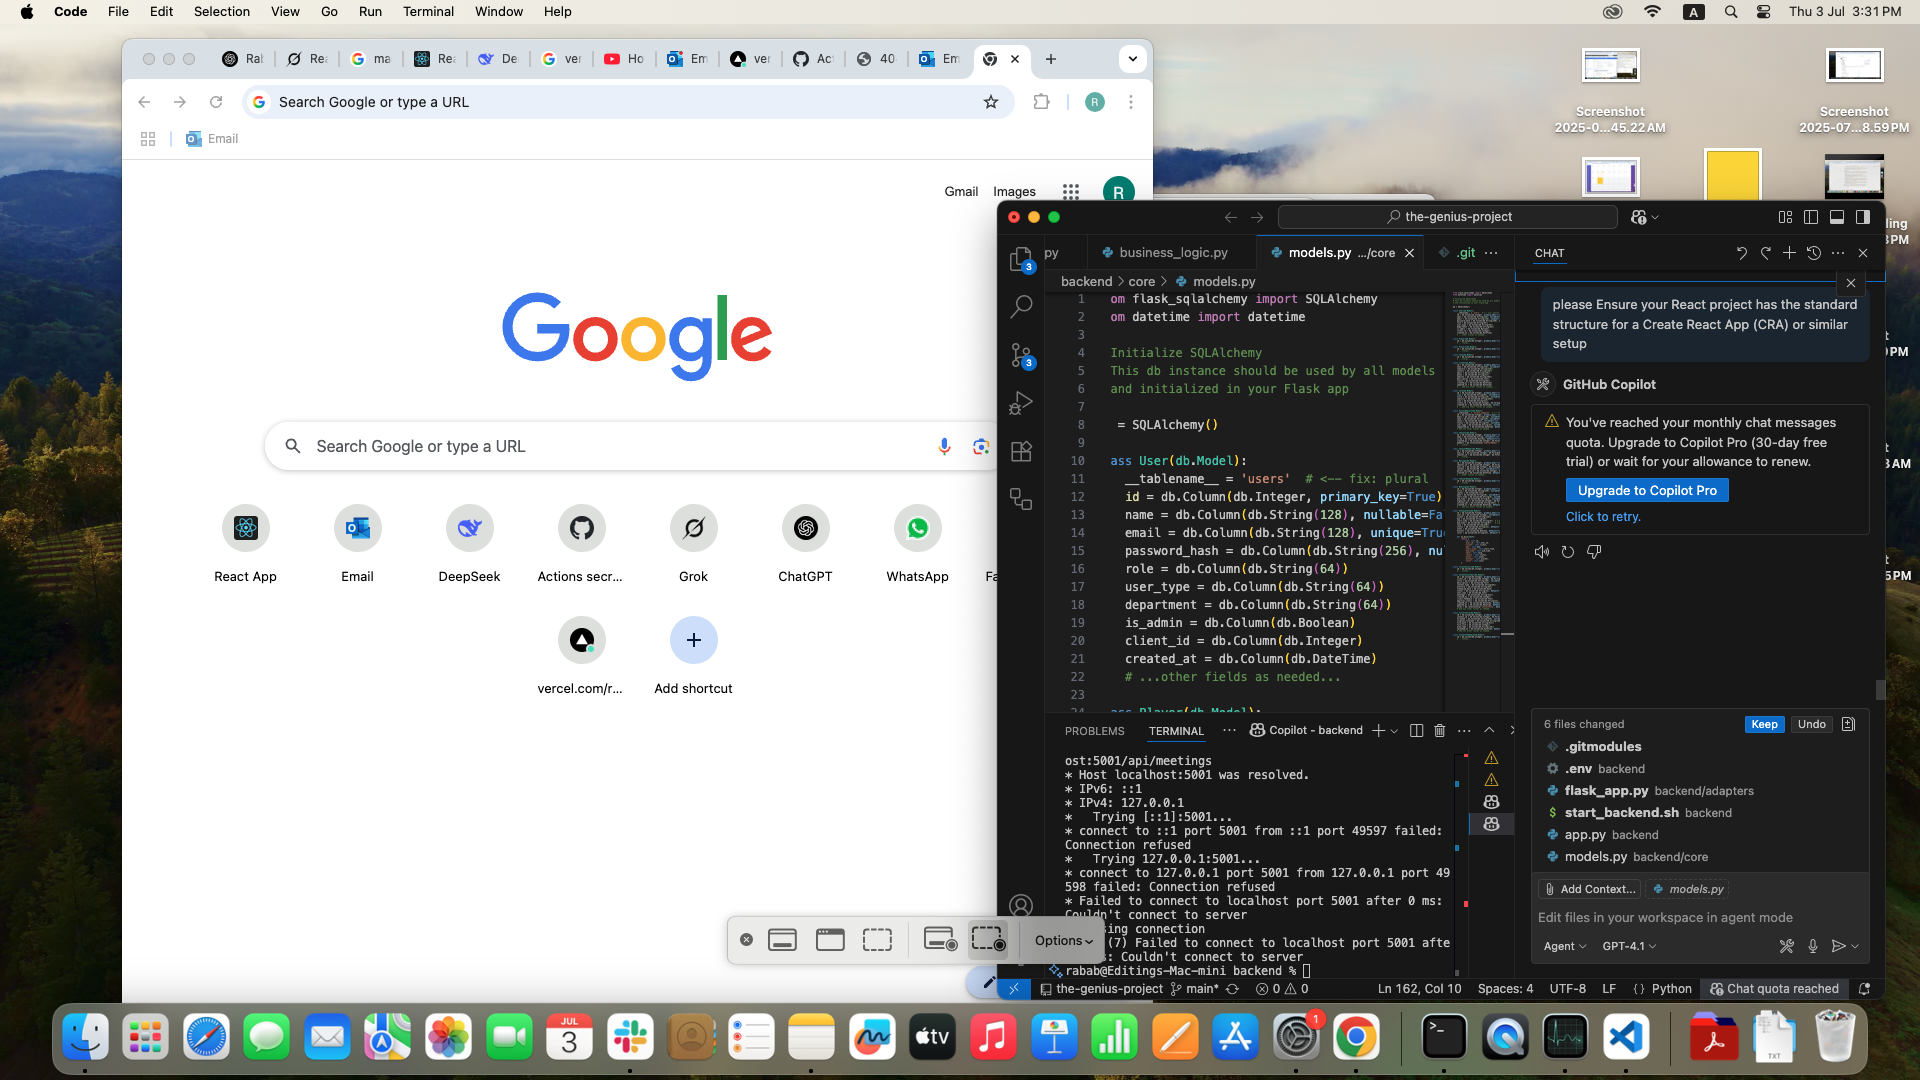 Code File Edit Selection View Go Run Terminal Window Help
A Thu 3 Jul 3:31 PM
Rea
ma
Rea
ver
Ho
Em
ver
Act
40
Em
Search Google or type a URL
R
Email
Gmail Images
R
Google
Search Google or type a URL
React App
Email
DeepSeek
Actions secr...
Grok
ChatGPT
WhatsApp
vercel.com/r...
Add shortcut
Screenshot
2025-0...45.22 AM
Screenshot
2025-07...8.59 PM
the-genius-project
py
business_logic.py
models.py .../core
.git
backend > core > models.py
1 om flask_sqlalchemy import SQLAlchemy
2 om datetime import datetime
3
4 Initialize SQLAlchemy
5 This db instance should be used by all models
6 and initialized in your Flask app
7
8 = SQLAlchemy()
9
10 ass User(db.Model):
11 __tablename__ = 'users' # <-- fix: plural
12 id = db.Column(db.Integer, primary_key=True)
13 name = db.Column(db.String(128), nullable=Fa
14 email = db.Column(db.String(128), unique=Tru
15 password_hash = db.Column(db.String(256), nu
16 role = db.Column(db.String(64))
17 user_type = db.Column(db.String(64))
18 department = db.Column(db.String(64))
19 is_admin = db.Column(db.Boolean)
20 client_id = db.Column(db.Integer)
21 created_at = db.Column(db.DateTime)
22 # ...other fields as needed...
23
24 ass Player(db.Model):
PROBLEMS TERMINAL ... Copilot - backend
ost:5001/api/meetings
* Host localhost:5001 was resolved.
* IPv6: ::1
* IPv4: 127.0.0.1
* Trying [::1]:5001...
* connect to ::1 port 5001 from ::1 port 49597 failed:
Connection refused
* Trying 127.0.0.1:5001...
* connect to 127.0.0.1 port 5001 from 127.0.0.1 port 49
598 failed: Connection refused
* Failed to connect to localhost port 5001 after 0 ms:
Couldn't connect to server
sing connection
(7) Failed to connect to localhost port 5001 afte
s: Couldn't connect to server
rabab@Editings-Mac-mini backend %
Options
CHAT
please Ensure your React project has the standard
structure for a Create React App (CRA) or similar
setup
GitHub Copilot
You've reached your monthly chat messages
quota. Upgrade to Copilot Pro (30-day free
trial) or wait for your allowance to renew.
Upgrade to Copilot Pro
Click to retry.
6 files changed Keep Undo
.gitmodules
.env backend
flask_app.py backend/adapters
start_backend.sh backend
app.py backend
models.py backend/core
Add Context... models.py
Edit files in your workspace in agent mode
Agent GPT-4.1
the-genius-project main* 0 0 Ln 162, Col 10 Spaces: 4 UTF-8 LF {} Python Chat quota reached
3
3
JUL
3
tv
1
TXT